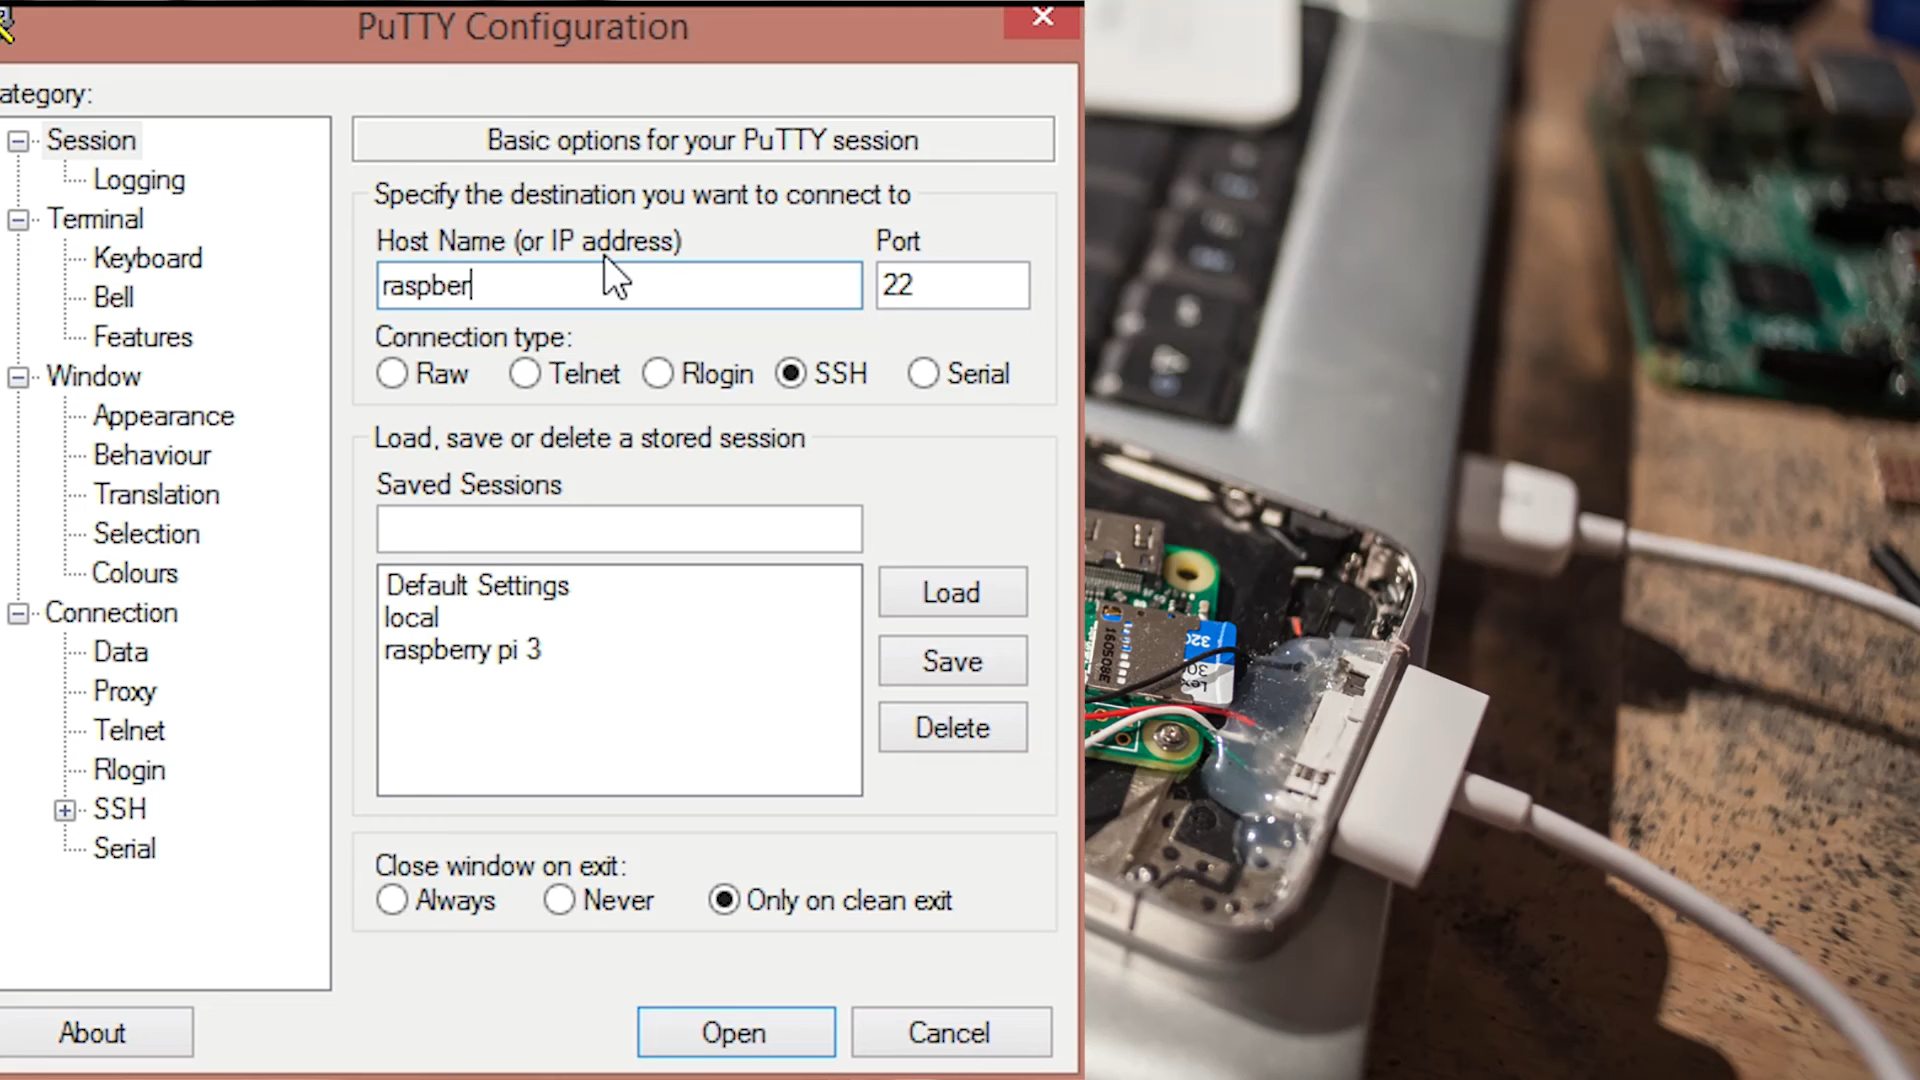 PuTTY Configuration
ategory:
Session
Logging
Terminal
Keyboard
Bell
Features
Window
Appearance
Behaviour
Translation
Selection
Colours
Connection
Data
Proxy
Telnet
Rlogin
SSH
Serial
About
Basic options for your PuTTY session
Specify the destination you want to connect to
Host Name (or IP address) Port
raspber 22
Connection type:
Raw Telnet Rlogin SSH Serial
Load, save or delete a stored session
Saved Sessions
Default Settings
local
raspberry pi 3
Load
Save
Delete
Close window on exit:
Always Never Only on clean exit
Open Cancel
160508E
32
30
Lex